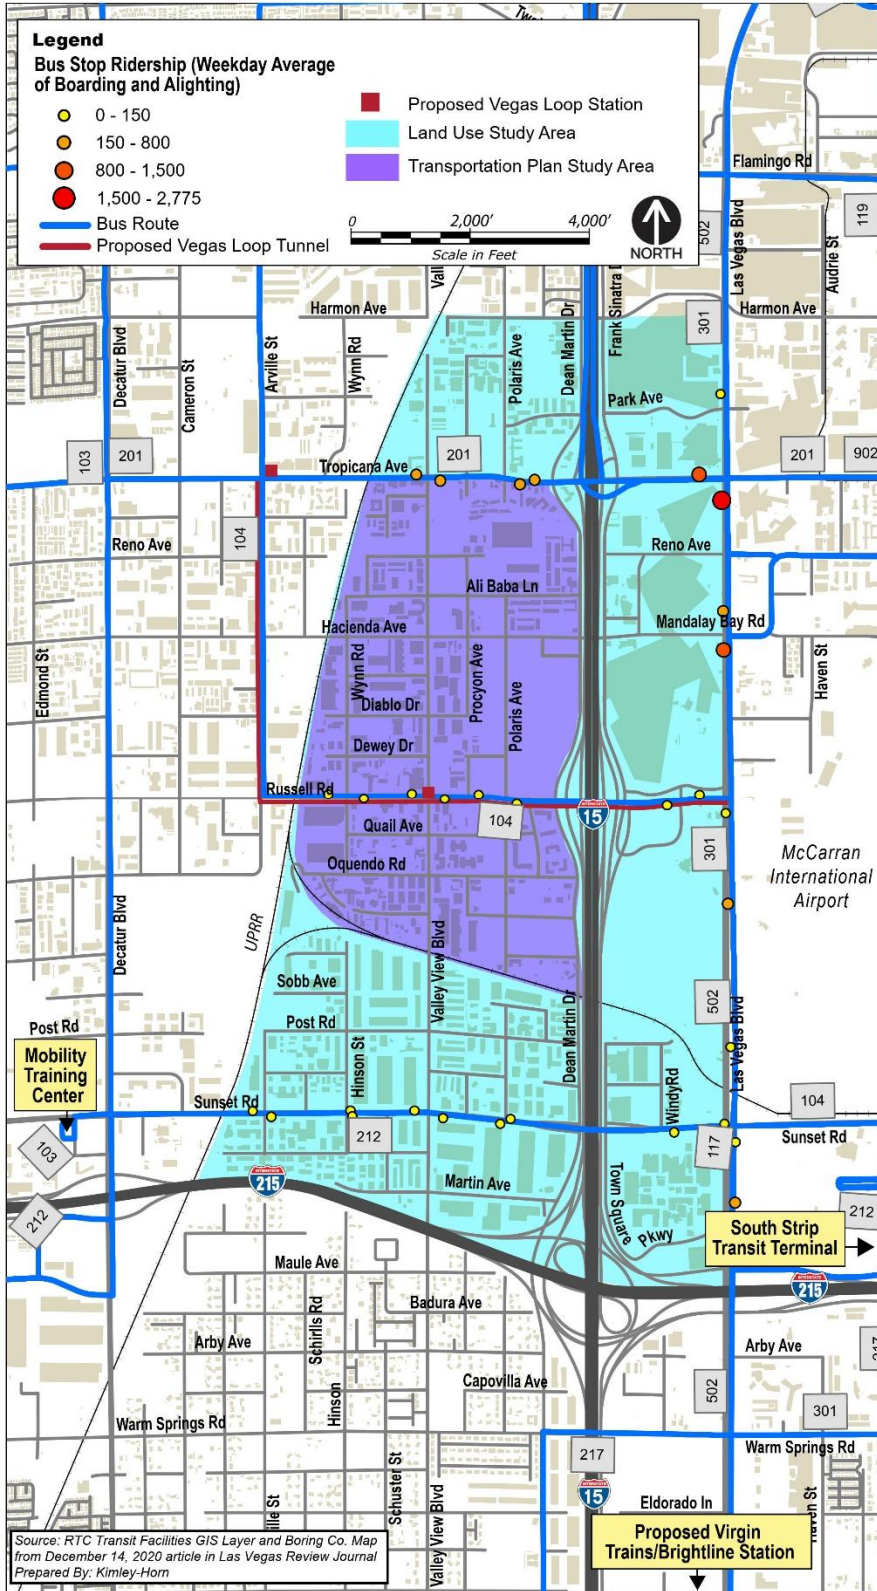 Legend
Bus Stop Ridership (Weekday Average
of Boarding and Alighting)
0 - 150
150 - 800
800 - 1,500
1,500 - 2,775
Bus Route
Proposed Vegas Loop Tunnel
Proposed Vegas Loop Station
Land Use Study Area
Transportation Plan Study Area
0 2,000' 4,000'
Scale in Feet
NORTH
Flamingo Rd
502
Las Vegas Blvd
Audrie St
119
Harmon Ave
Harmon Ave
301
Decatur Blvd
Cameron St
Arville St
Wynn Rd
Polaris Ave
Dean Martin Dr
Frank Sinatra
Park Ave
103
201
Tropicana Ave
201
201
902
104
Reno Ave
Reno Ave
Ali Baba Ln
Hacienda Ave
Mandalay Bay Rd
Edmond St
Wynn Rd
Procyon Ave
Polaris Ave
Haven St
Diablo Dr
Dewey Dr
Russell Rd
104
INTERSTATE
15
Quail Ave
301
Oquendo Rd
McCarran
International
Airport
UPRR
Decatur Blvd
Valley View Blvd
Sobb Ave
Post Rd
Post Rd
Dean Martin Dr
502
Las Vegas Blvd
Mobility
Training
Center
Hinson St
Windy Rd
Sunset Rd
104
Sunset Rd
103
212
117
INTERSTATE
215
Martin Ave
Town Square
Pkwy
212
212
South Strip
Transit Terminal
Maule Ave
INTERSTATE
215
Schirlls Rd
Badura Ave
Arby Ave
Arby Ave
217
Capovilla Ave
502
Hinson
301
Warm Springs Rd
Warm Springs Rd
217
Schuster St
Valley View Blvd
INTERSTATE
15
Eldorado ln
Proposed Virgin
Trains/Brightline Station
Source: RTC Transit Facilities GIS Layer and Boring Co. Map
from December 14, 2020 article in Las Vegas Review Journal
Prepared By: Kimley-Horn